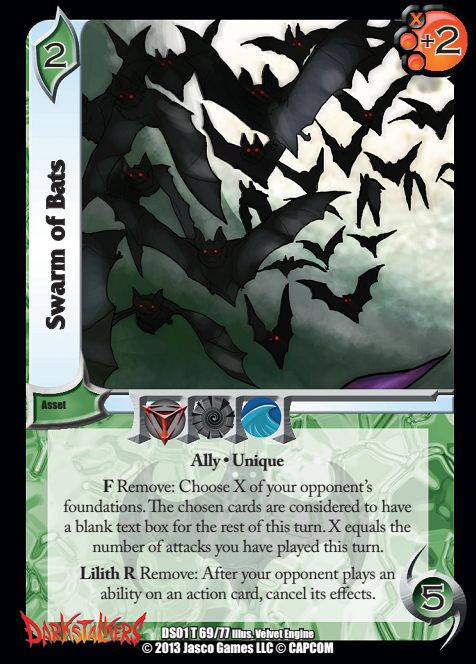 2
+2
Swarm of Bats
Asset
Ally • Unique
F Remove: Choose X of your opponent's
foundations. The chosen cards are considered to have
a blank text box for the rest of this turn. X equals the
number of attacks you have played this turn.
Lilith R Remove: After your opponent plays an
ability on an action card, cancel its effects.
5
DARKSTALKERS
DS01 T 69/77 Illus. Velvet Engine
© 2013 Jasco Games LLC © CAPCOM